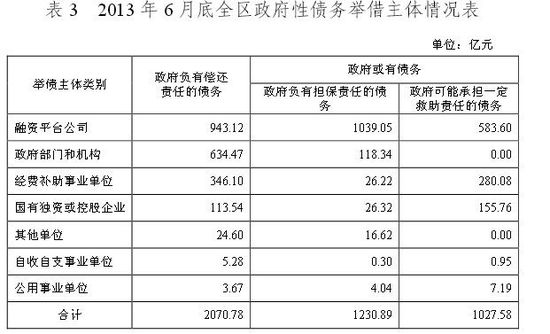 表 3 2013 年 6 月底全区政府性债务举借主体情况表
单位：亿元
举债主体类别 政府负有偿还责任的债务 政府或有债务
政府负有担保责任的债务 政府可能承担一定救助责任的债务
融资平台公司 943.12 1039.05 583.60
政府部门和机构 634.47 118.34 0.00
经费补助事业单位 346.10 26.22 280.08
国有独资或控股企业 113.54 26.32 155.76
其他单位 24.60 16.62 0.00
自收自支事业单位 5.28 0.30 0.95
公用事业单位 3.67 4.04 7.19
合计 2070.78 1230.89 1027.58